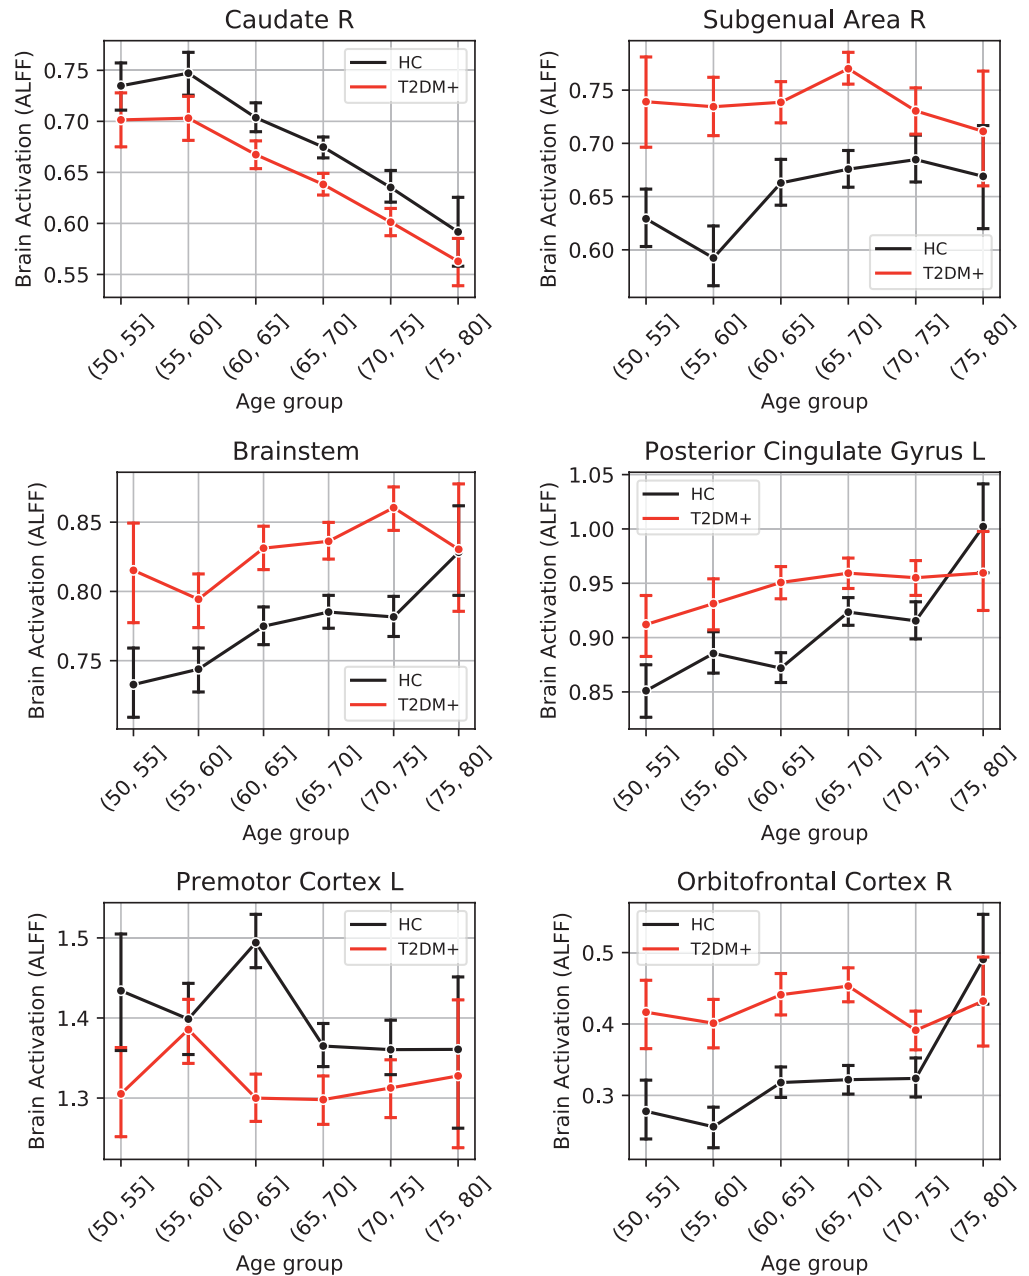 Caudate R
Brain Activation (ALFF)
0.75
0.70
0.65
0.60
0.55
HC
T2DM+
(50, 55]
(55, 60]
(60, 65]
(65, 70]
(70, 75]
(75, 80]
Age group
Subgenual Area R
Brain Activation (ALFF)
0.75
0.70
0.65
0.60
HC
T2DM+
(50, 55]
(55, 60]
(60, 65]
(65, 70]
(70, 75]
(75, 80]
Age group
Brainstem
Brain Activation (ALFF)
0.85
0.80
0.75
HC
T2DM+
(50, 55]
(55, 60]
(60, 65]
(65, 70]
(70, 75]
(75, 80]
Age group
Posterior Cingulate Gyrus L
Brain Activation (ALFF)
1.05
1.00
0.95
0.90
0.85
HC
T2DM+
(50, 55]
(55, 60]
(60, 65]
(65, 70]
(70, 75]
(75, 80]
Age group
Premotor Cortex L
Brain Activation (ALFF)
1.5
1.4
1.3
HC
T2DM+
(50, 55]
(55, 60]
(60, 65]
(65, 70]
(70, 75]
(75, 80]
Age group
Orbitofrontal Cortex R
Brain Activation (ALFF)
0.5
0.4
0.3
HC
T2DM+
(50, 55]
(55, 60]
(60, 65]
(65, 70]
(70, 75]
(75, 80]
Age group